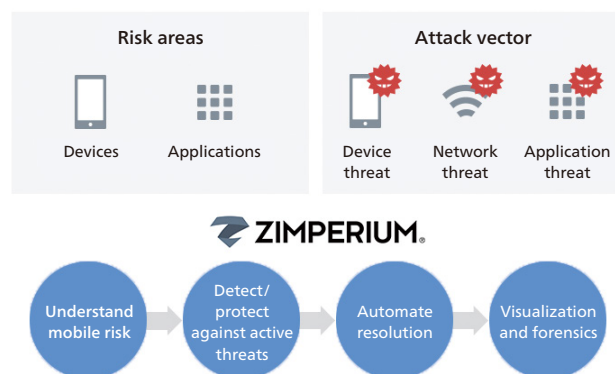 Risk areas
Devices
Applications
Attack vector
Device
threat
Network
threat
Application
threat
ZIMPERIUM®
Understand
mobile risk
Detect/
protect
against active
threats
Automate
resolution
Visualization
and forensics